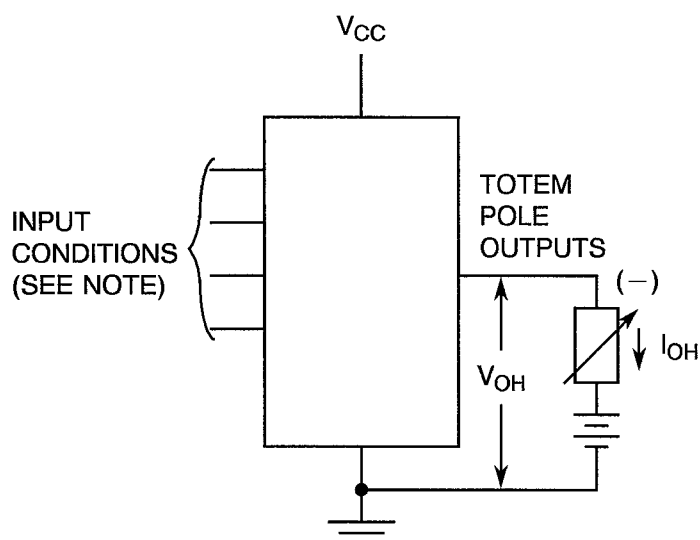 VCC
INPUT
CONDITIONS
(SEE NOTE)
TOTEM
POLE
OUTPUTS
(−)
IOH
VOH